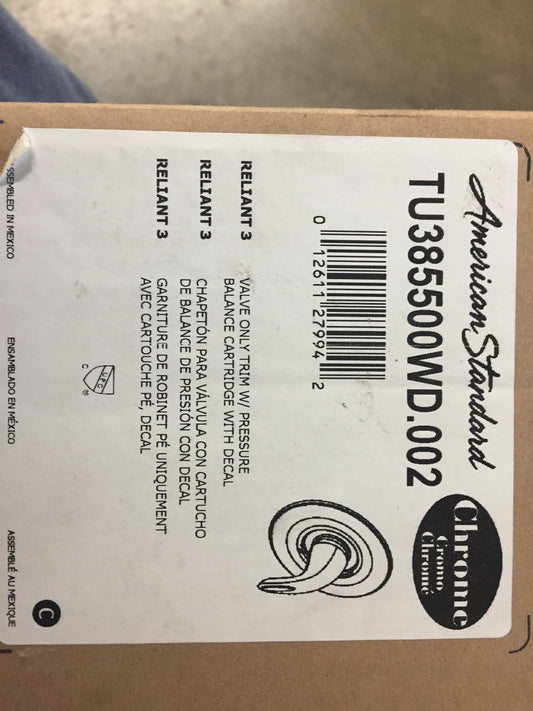 American Standard
TU385500WD.002
Chrome
Cromo
Chromé
0 12611 27994 2
RELIANT 3 VALVE ONLY TRIM W/ PRESSURE
BALANCE CARTRIDGE WITH DECAL
RELIANT 3 CHAPETÓN PARA VÁLVULA CON CARTUCHO
DE BALANCE DE PRESIÓN CON DECAL
RELIANT 3 GARNITURE DE ROBINET PÉ UNIQUEMENT
AVEC CARTOUCHE PÉ, DECAL
UPC
C ®
SSEMBLED IN MEXICO ENSAMBLADO EN MÉXICO ASSEMBLÉ AU MEXIQUE
C